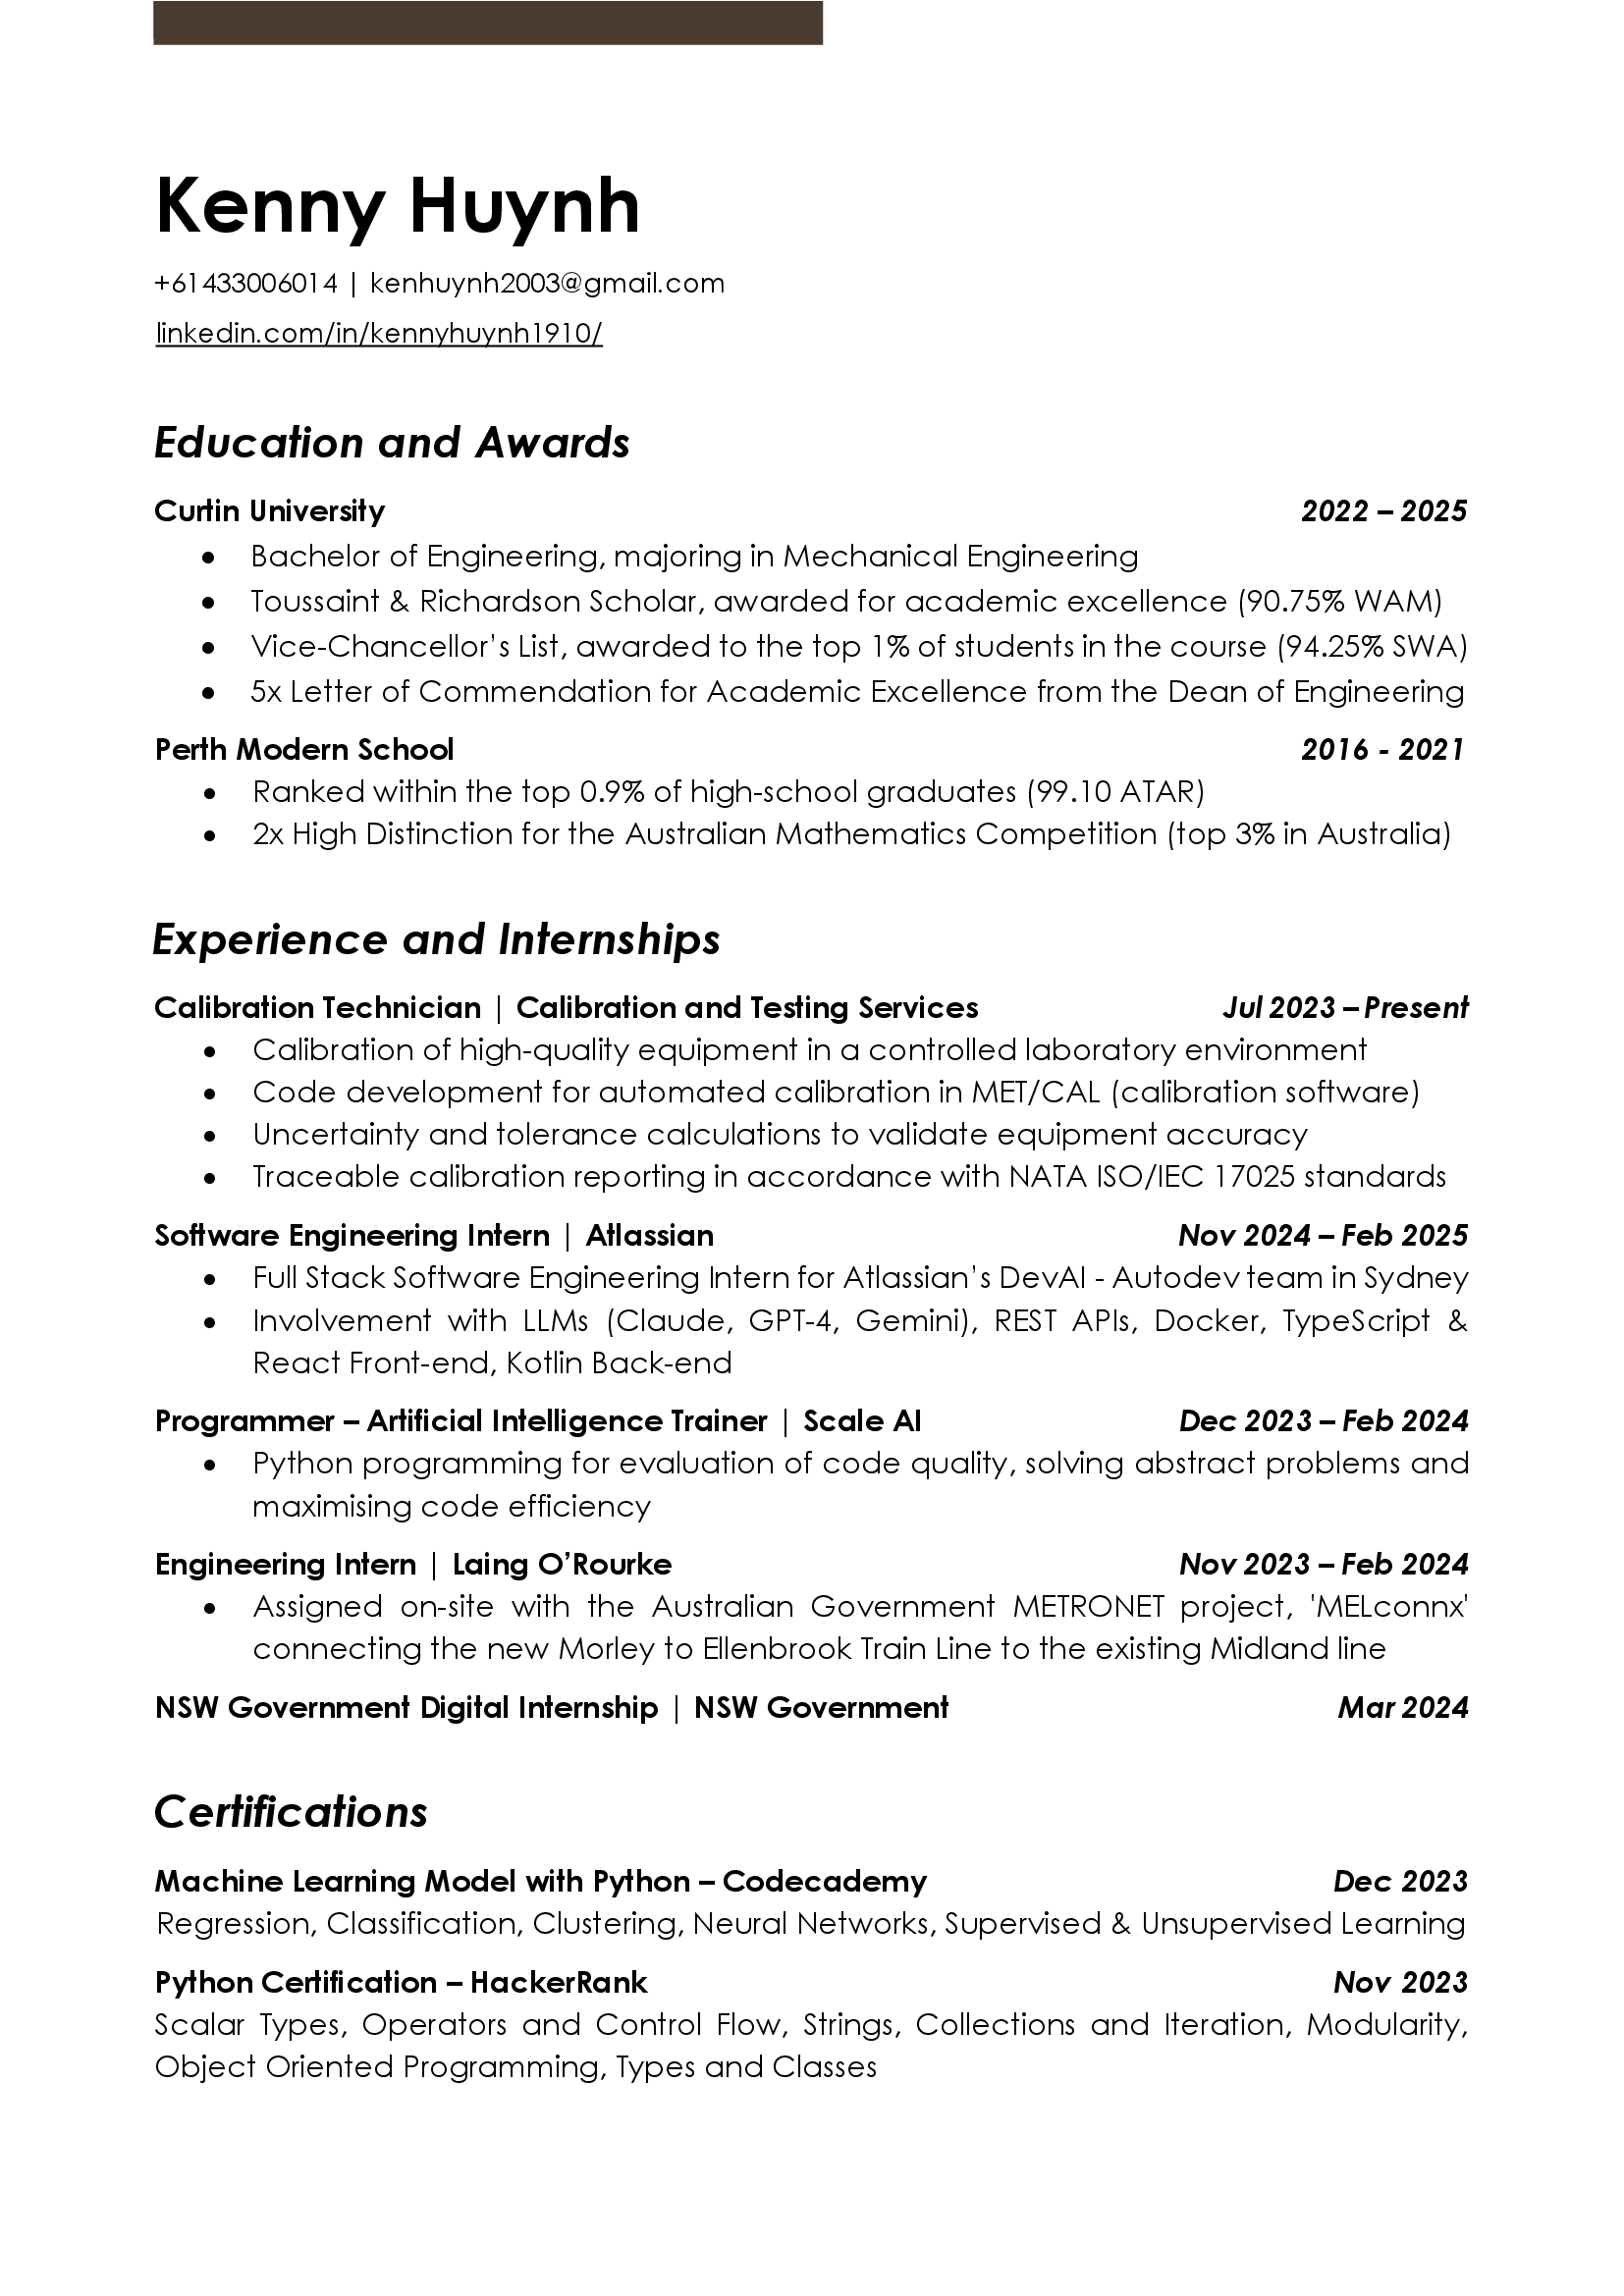 Kenny Huynh
+61433006014 | kenhuynh2003@gmail.com
linkedin.com/in/kennyhuynh1910/
Education and Awards
Curtin University 2022 – 2025
• Bachelor of Engineering, majoring in Mechanical Engineering
• Toussaint & Richardson Scholar, awarded for academic excellence (90.75% WAM)
• Vice-Chancellor’s List, awarded to the top 1% of students in the course (94.25% SWA)
• 5x Letter of Commendation for Academic Excellence from the Dean of Engineering
Perth Modern School 2016 - 2021
• Ranked within the top 0.9% of high-school graduates (99.10 ATAR)
• 2x High Distinction for the Australian Mathematics Competition (top 3% in Australia)
Experience and Internships
Calibration Technician | Calibration and Testing Services Jul 2023 – Present
• Calibration of high-quality equipment in a controlled laboratory environment
• Code development for automated calibration in MET/CAL (calibration software)
• Uncertainty and tolerance calculations to validate equipment accuracy
• Traceable calibration reporting in accordance with NATA ISO/IEC 17025 standards
Software Engineering Intern | Atlassian Nov 2024 – Feb 2025
• Full Stack Software Engineering Intern for Atlassian’s DevAI - Autodev team in Sydney
• Involvement with LLMs (Claude, GPT-4, Gemini), REST APIs, Docker, TypeScript &
React Front-end, Kotlin Back-end
Programmer – Artificial Intelligence Trainer | Scale AI Dec 2023 – Feb 2024
• Python programming for evaluation of code quality, solving abstract problems and
maximising code efficiency
Engineering Intern | Laing O’Rourke Nov 2023 – Feb 2024
• Assigned on-site with the Australian Government METRONET project, 'MELconnx'
connecting the new Morley to Ellenbrook Train Line to the existing Midland line
NSW Government Digital Internship | NSW Government Mar 2024
Certifications
Machine Learning Model with Python – Codecademy Dec 2023
Regression, Classification, Clustering, Neural Networks, Supervised & Unsupervised Learning
Python Certification – HackerRank Nov 2023
Scalar Types, Operators and Control Flow, Strings, Collections and Iteration, Modularity,
Object Oriented Programming, Types and Classes